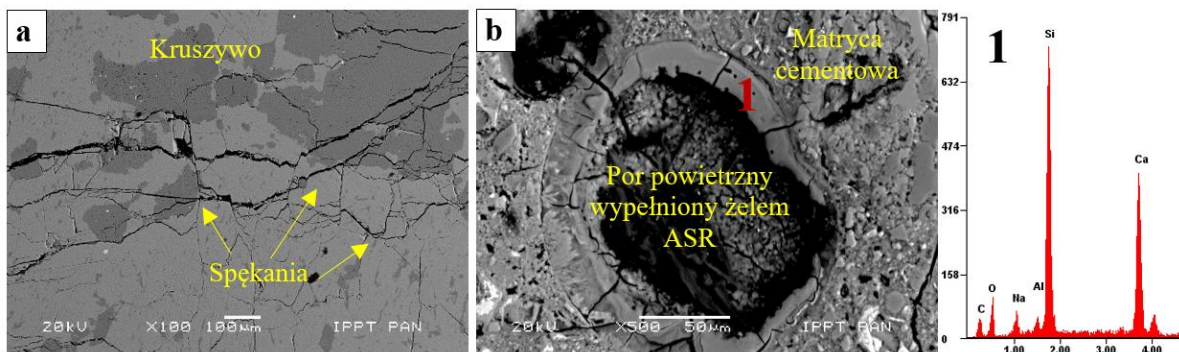 a
Kruszywo
Spękania
20kV
X100 100µm
IPPT PAN
b
Matryca
cementowa
1
Por powietrzny
wypełniony żelem
ASR
20kV
X500
50µm
IPPT PAN
1
791
632
474
316
158
0
C
O
Na
Al
Si
Ca
1.00
2.00
3.00
4.00